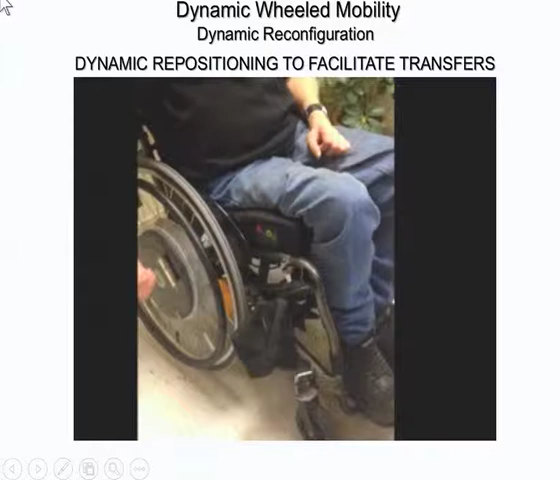 Dynamic Wheeled Mobility
Dynamic Reconfiguration
DYNAMIC REPOSITIONING TO FACILITATE TRANSFERS